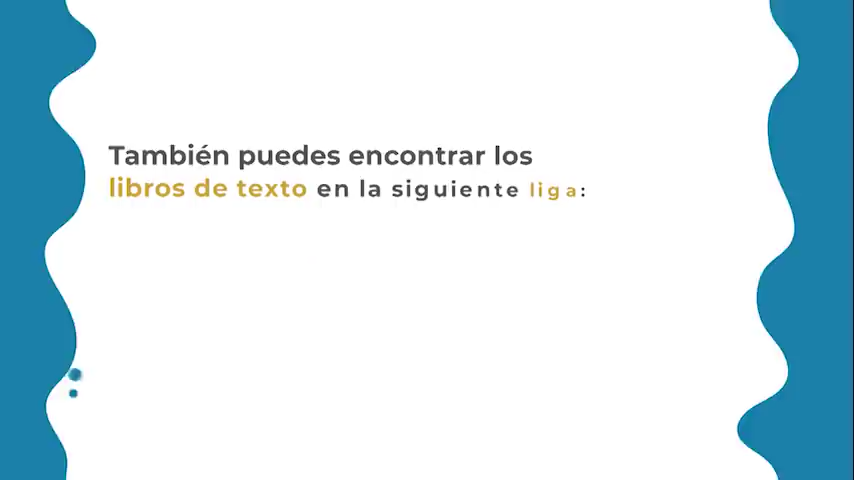 También puedes encontrar los
libros de texto en la siguiente liga: